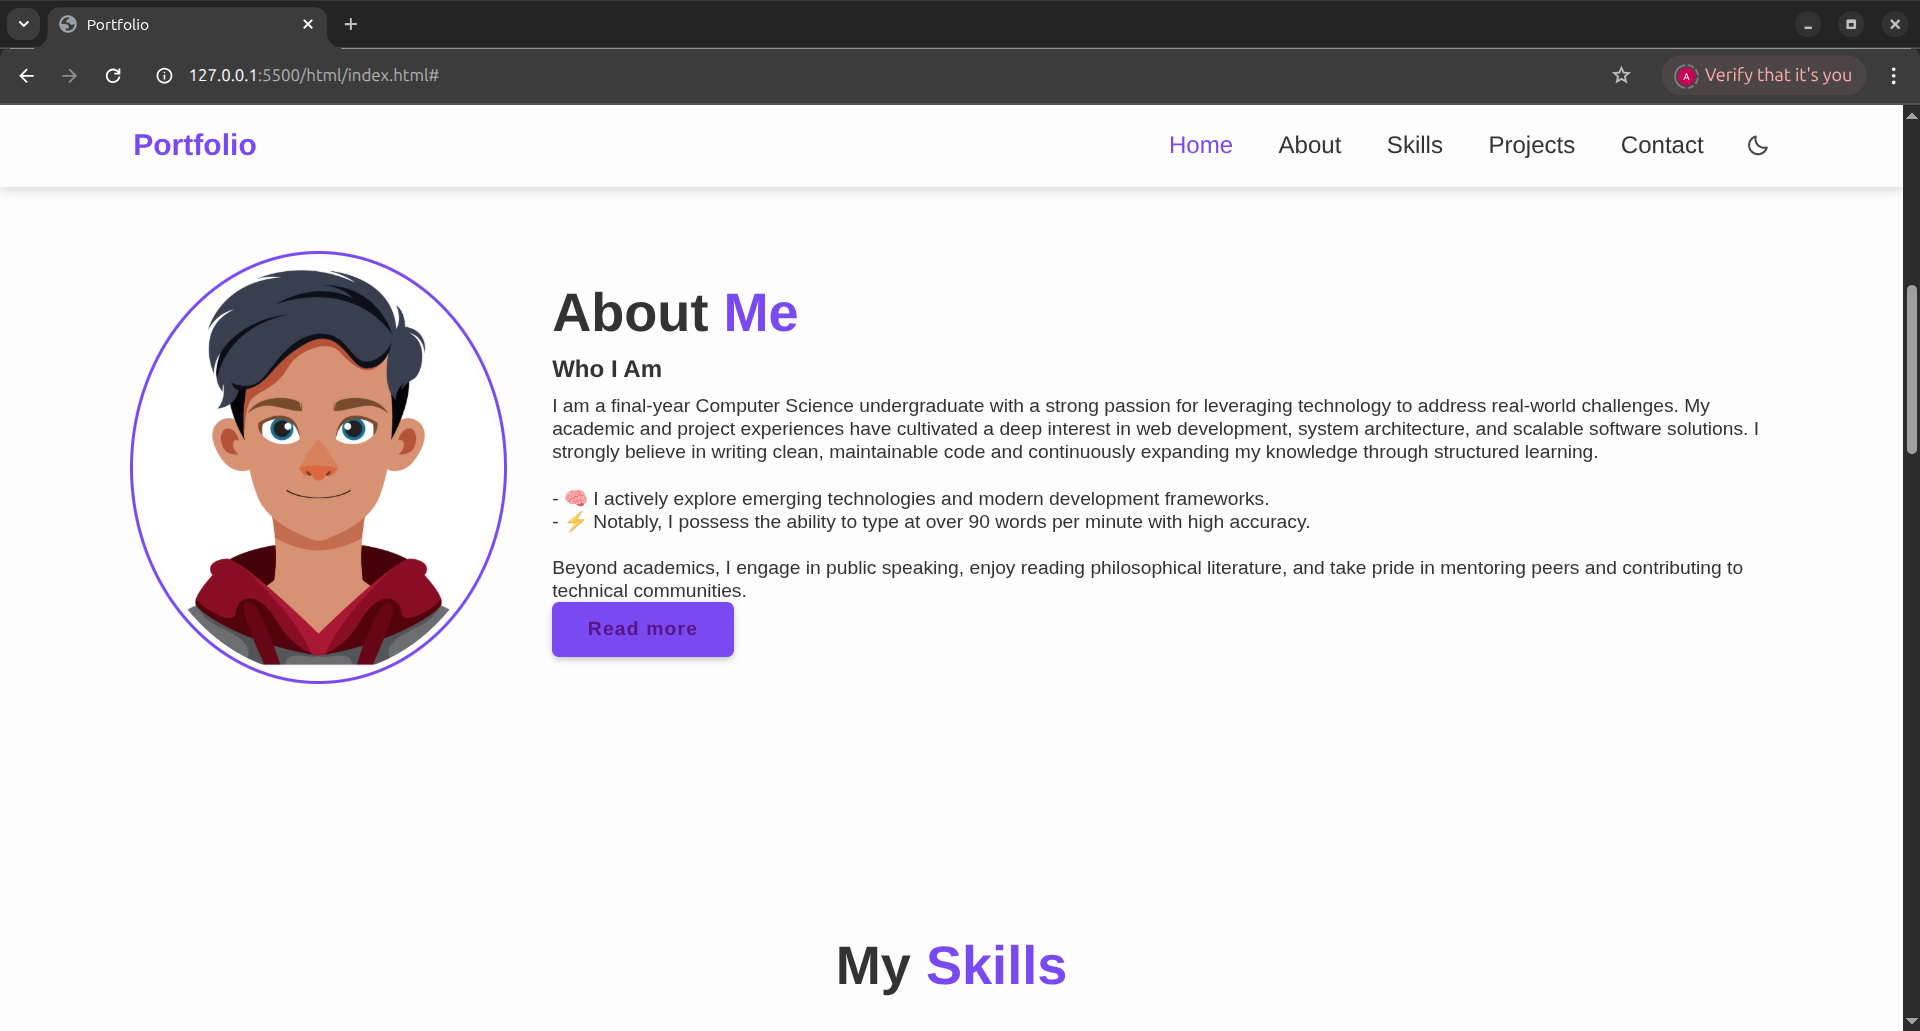 Portfolio
127.0.0.1:5500/html/index.html#
A
Verify that it's you
Portfolio
Home
About
Skills
Projects
Contact
About Me
Who I Am
I am a final-year Computer Science undergraduate with a strong passion for leveraging technology to address real-world challenges. My
academic and project experiences have cultivated a deep interest in web development, system architecture, and scalable software solutions. I
strongly believe in writing clean, maintainable code and continuously expanding my knowledge through structured learning.
- 🧠 I actively explore emerging technologies and modern development frameworks.
- ⚡ Notably, I possess the ability to type at over 90 words per minute with high accuracy.
Beyond academics, I engage in public speaking, enjoy reading philosophical literature, and take pride in mentoring peers and contributing to
technical communities.
Read more
My Skills